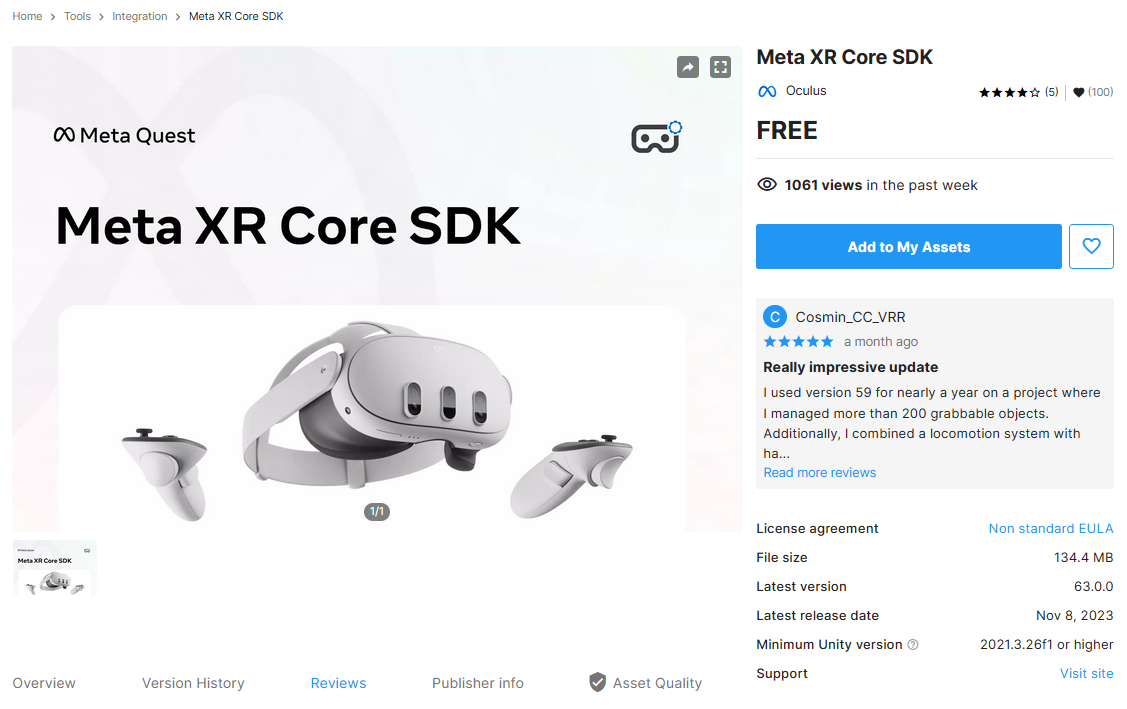 Home > Tools > Integration > Meta XR Core SDK
Meta Quest
Meta XR Core SDK
1/1
Meta XR Core SDK
Overview
Version History
Reviews
Publisher info
Asset Quality
Meta XR Core SDK
Oculus
(5) | (100)
FREE
1061 views in the past week
Add to My Assets
C Cosmin_CC_VRR
a month ago
Really impressive update
I used version 59 for nearly a year on a project where
I managed more than 200 grabbable objects.
Additionally, I combined a locomotion system with
ha...
Read more reviews
License agreement Non standard EULA
File size 134.4 MB
Latest version 63.0.0
Latest release date Nov 8, 2023
Minimum Unity version 2021.3.26f1 or higher
Support Visit site